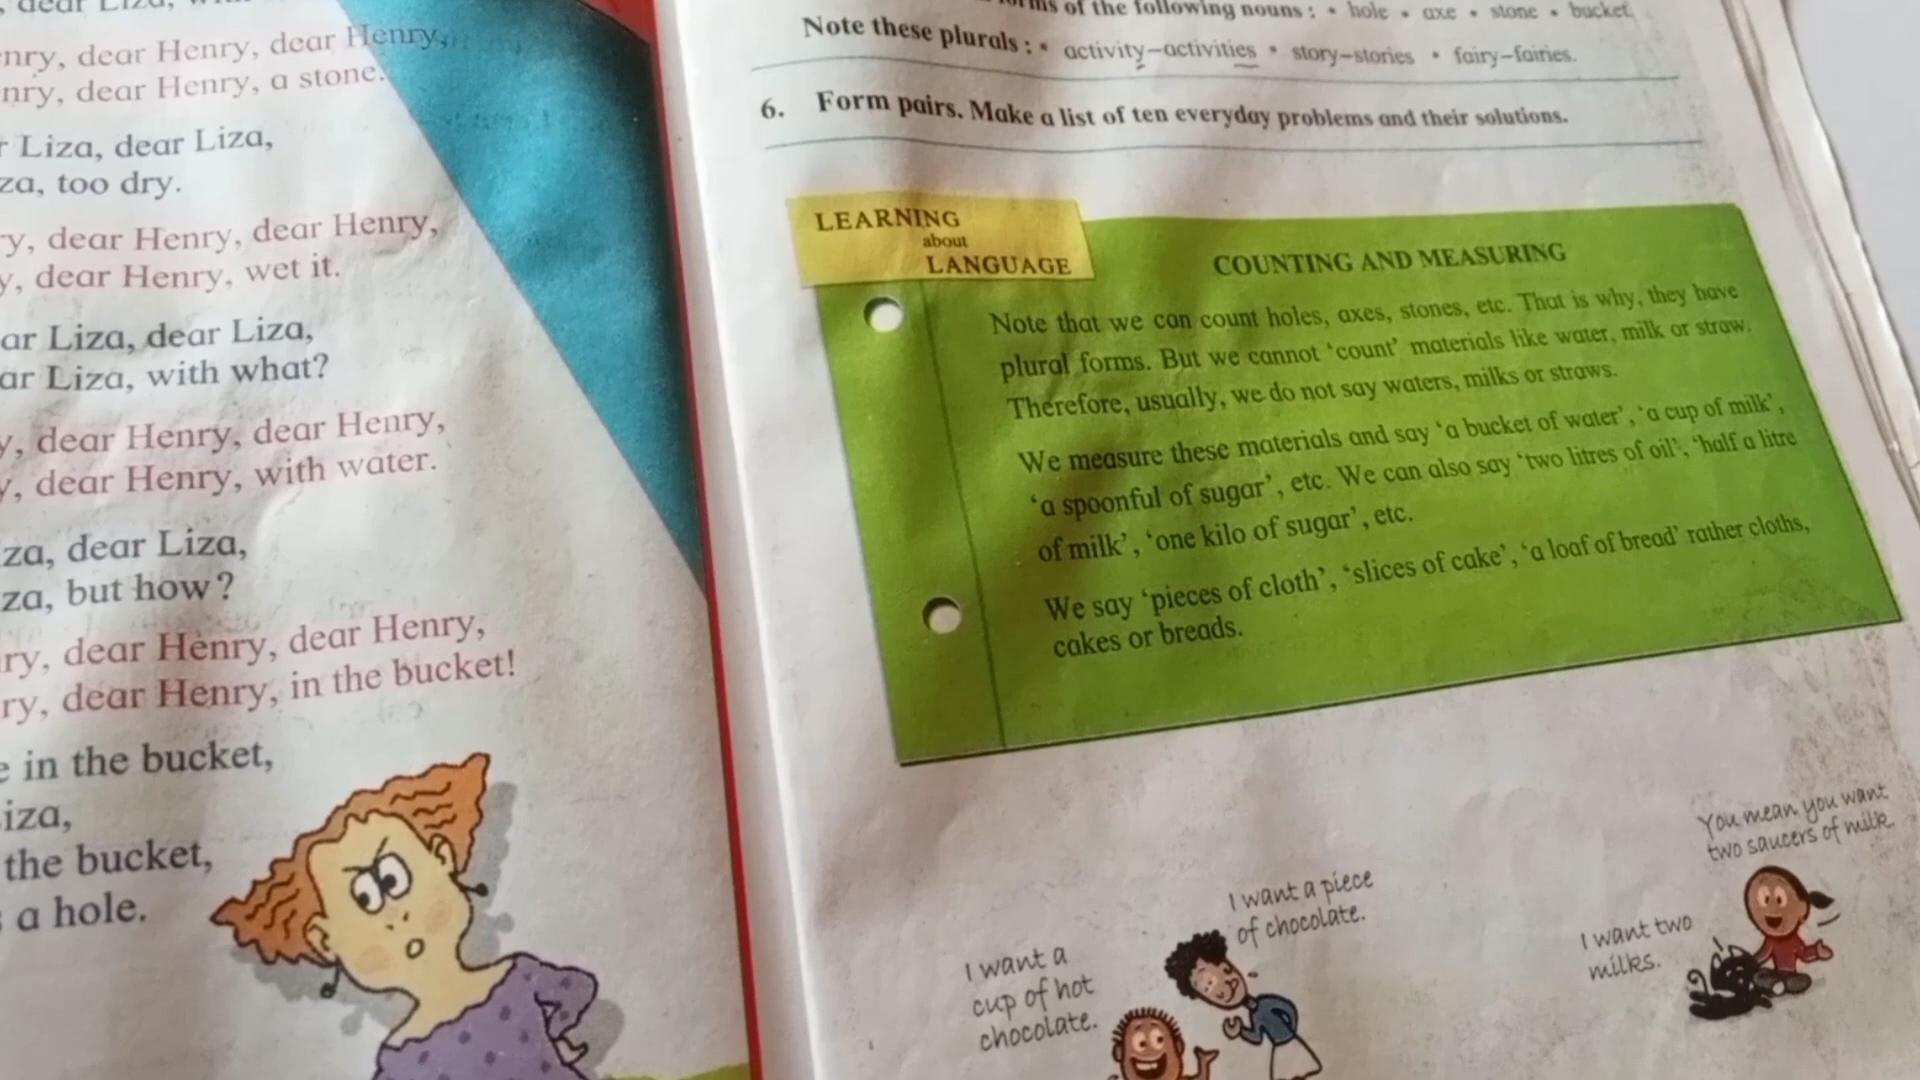 dear Liza,
nry, dear Henry, dear Henry,
nry, dear Henry, a stone.
Liza, dear Liza,
za, too dry.
y, dear Henry, dear Henry,
y, dear Henry, wet it.
ar Liza, dear Liza,
ar Liza, with what?
y, dear Henry, dear Henry,
y, dear Henry, with water.
za, dear Liza,
za, but how?
ry, dear Henry, dear Henry,
ry, dear Henry, in the bucket!
e in the bucket,
iza,
the bucket,
a hole.
of the following nouns : • hole • axe • stone • bucket.
Note these plurals : • activity–activities • story–stories • fairy–fairies.
6. Form pairs. Make a list of ten everyday problems and their solutions.
LEARNING
about
LANGUAGE
COUNTING AND MEASURING
Note that we can count holes, axes, stones, etc. That is why, they have
plural forms. But we cannot ‘count’ materials like water, milk or straw.
Therefore, usually, we do not say waters, milks or straws.
We measure these materials and say ‘a bucket of water’, ‘a cup of milk’,
‘a spoonful of sugar’, etc. We can also say ‘two litres of oil’, ‘half a litre
of milk’, ‘one kilo of sugar’, etc.
We say ‘pieces of cloth’, ‘slices of cake’, ‘a loaf of bread’ rather cloths,
cakes or breads.
I want a
cup of hot
chocolate.
I want a piece
of chocolate.
I want two
milks.
You mean you want
two saucers of milk